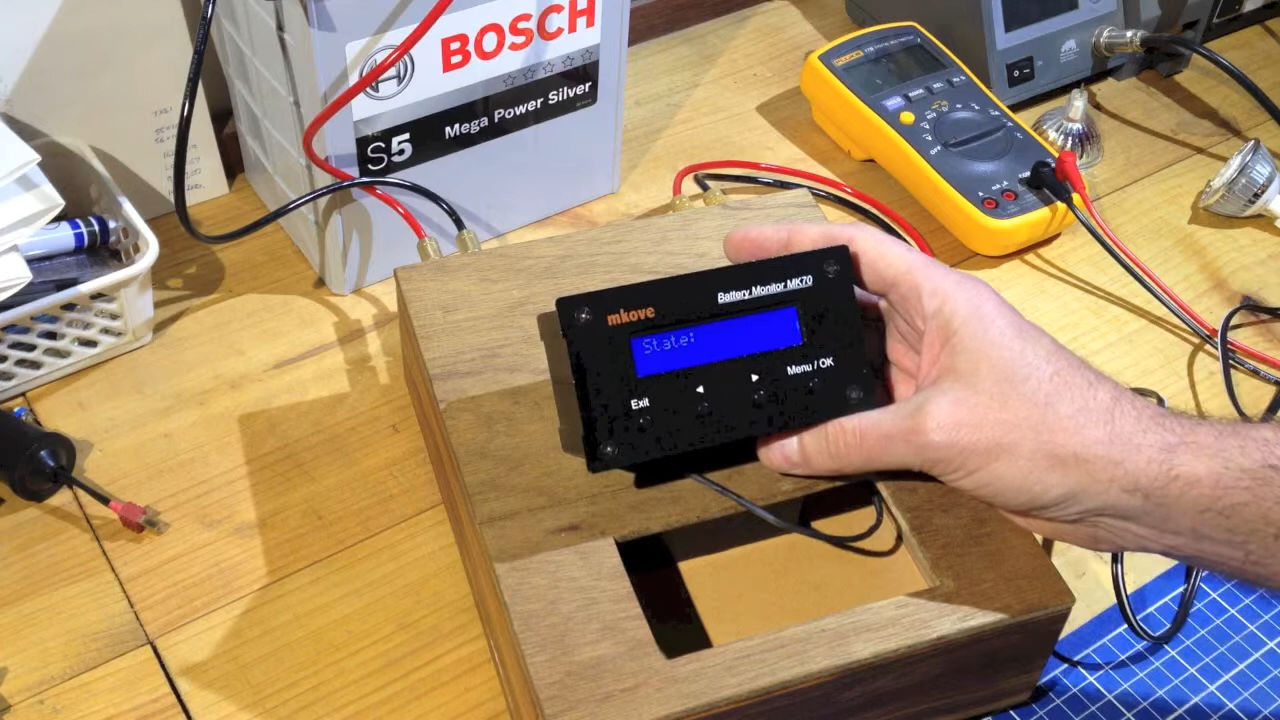 BOSCH
S5 Mega Power Silver
FLUKE
OFF
mkove
Battery Monitor MK70
State:
Exit
Menu / OK